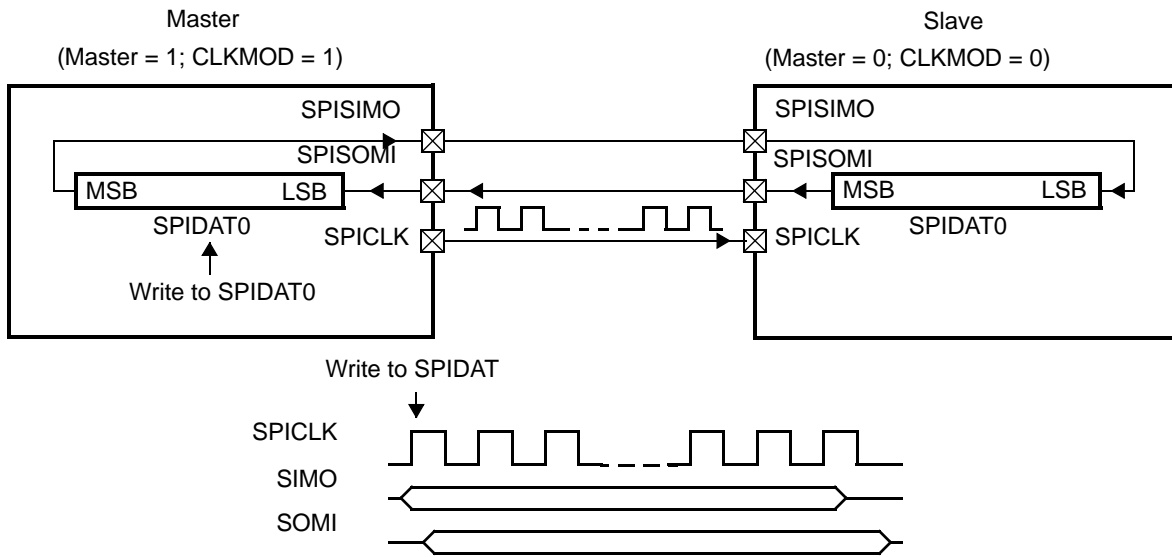 Master
(Master = 1; CLKMOD = 1)
Slave
(Master = 0; CLKMOD = 0)
SPISIMO
SPISIMO
SPISOMI
SPISOMI
MSB LSB
MSB LSB
SPIDAT0
SPIDAT0
SPICLK
SPICLK
Write to SPIDAT0
Write to SPIDAT
SPICLK
SIMO
SOMI